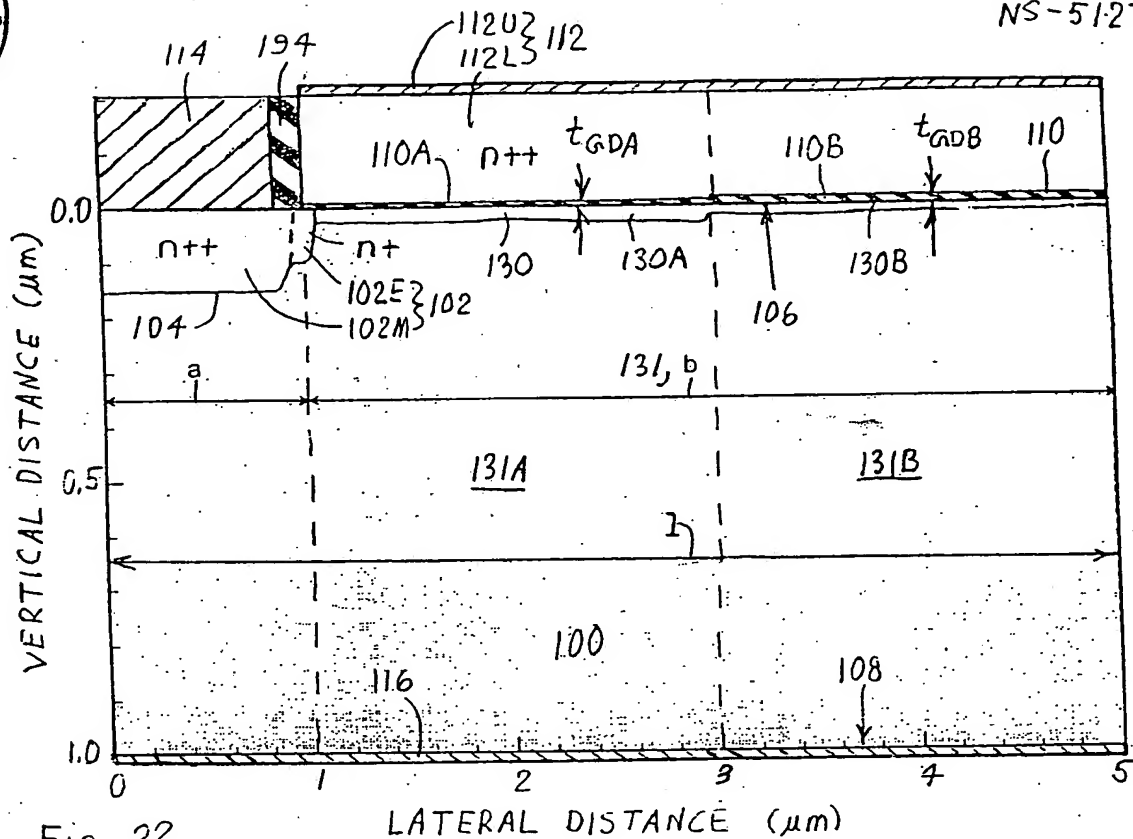 NS-512
112U
112L } 112
114
194
n++
110A
tGDA
110B
tGDB
110
0.0
n++
n+
130
130A
130B
102E
102M } 102
104
106
a
131, b
0.5
131A
131B
1
100
116
108
1.0
0
1
2
3
4
5
VERTICAL DISTANCE (μm)
LATERAL DISTANCE (μm)
Fig. 22